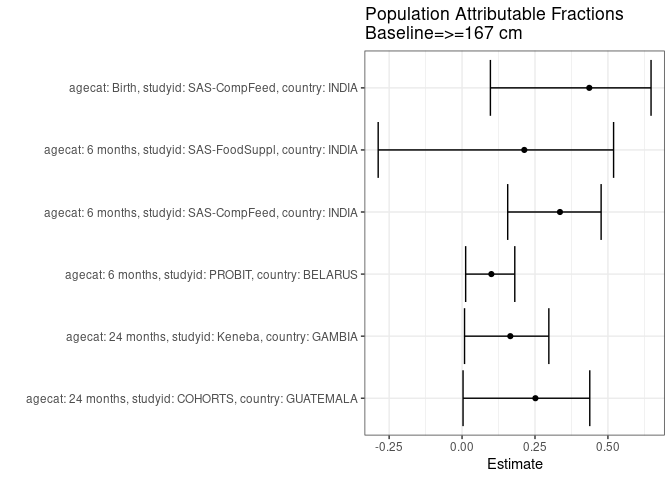 Population Attributable Fractions
Baseline=>=167 cm
agecat: Birth, studyid: SAS-CompFeed, country: INDIA
agecat: 6 months, studyid: SAS-FoodSuppl, country: INDIA
agecat: 6 months, studyid: SAS-CompFeed, country: INDIA
agecat: 6 months, studyid: PROBIT, country: BELARUS
agecat: 24 months, studyid: Keneba, country: GAMBIA
agecat: 24 months, studyid: COHORTS, country: GUATEMALA
-0.25 0.00 0.25 0.50
Estimate